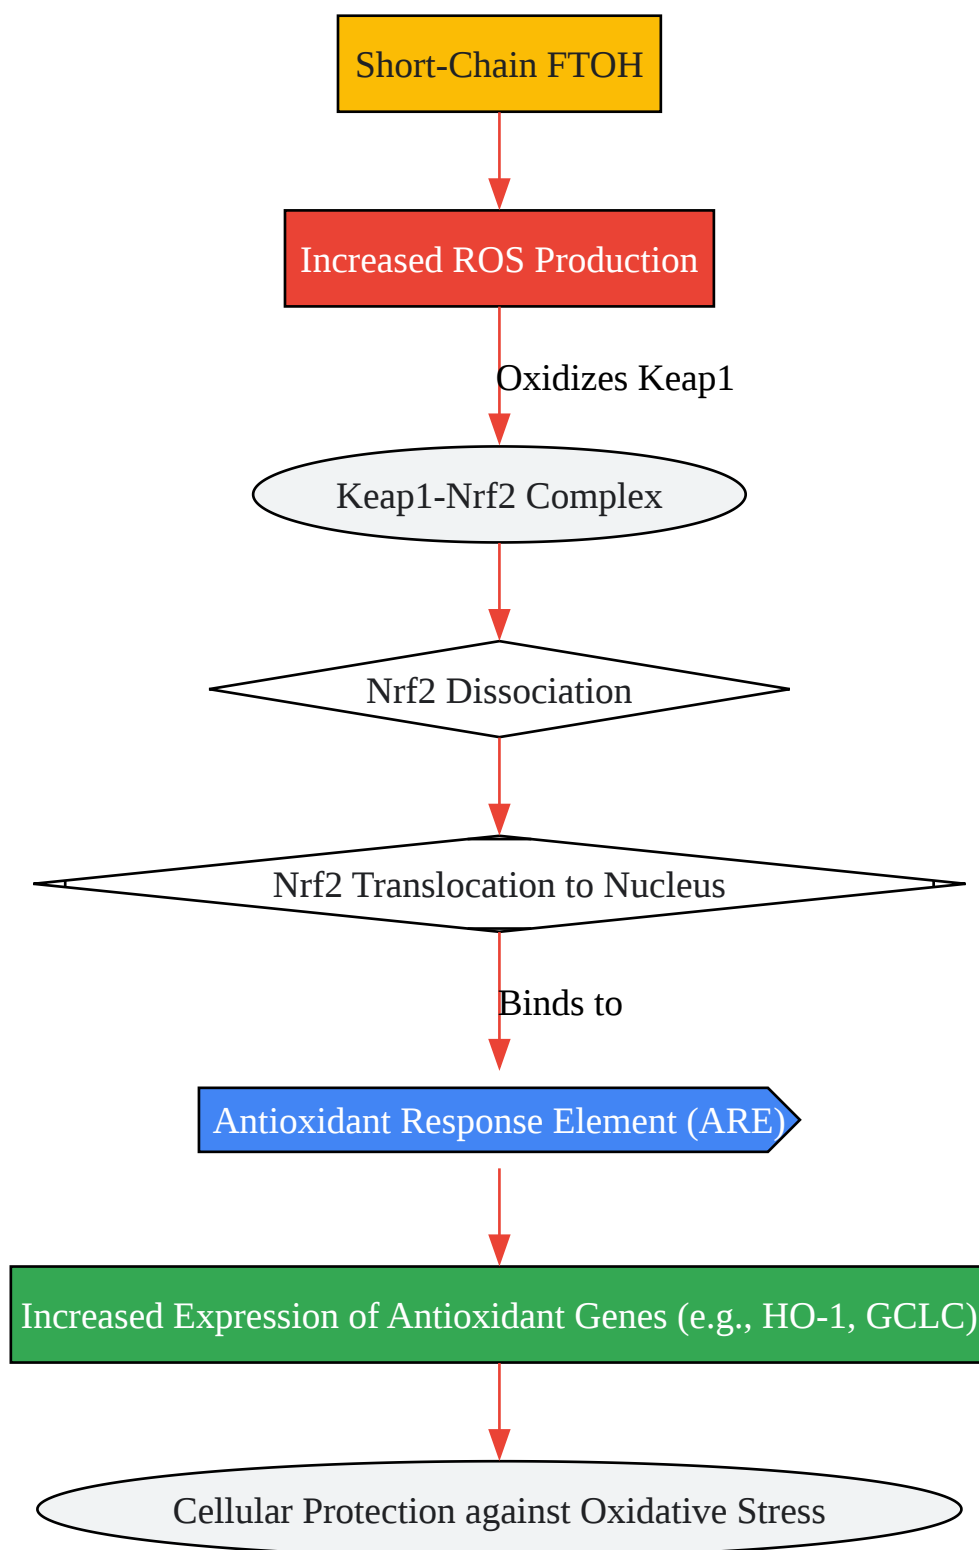 Short-Chain FTOH
Increased ROS Production
Oxidizes Keap1
Keap1-Nrf2 Complex
Nrf2 Dissociation
Nrf2 Translocation to Nucleus
Binds to
Antioxidant Response Element (ARE)
Increased Expression of Antioxidant Genes (e.g., HO-1, GCLC)
Cellular Protection against Oxidative Stress